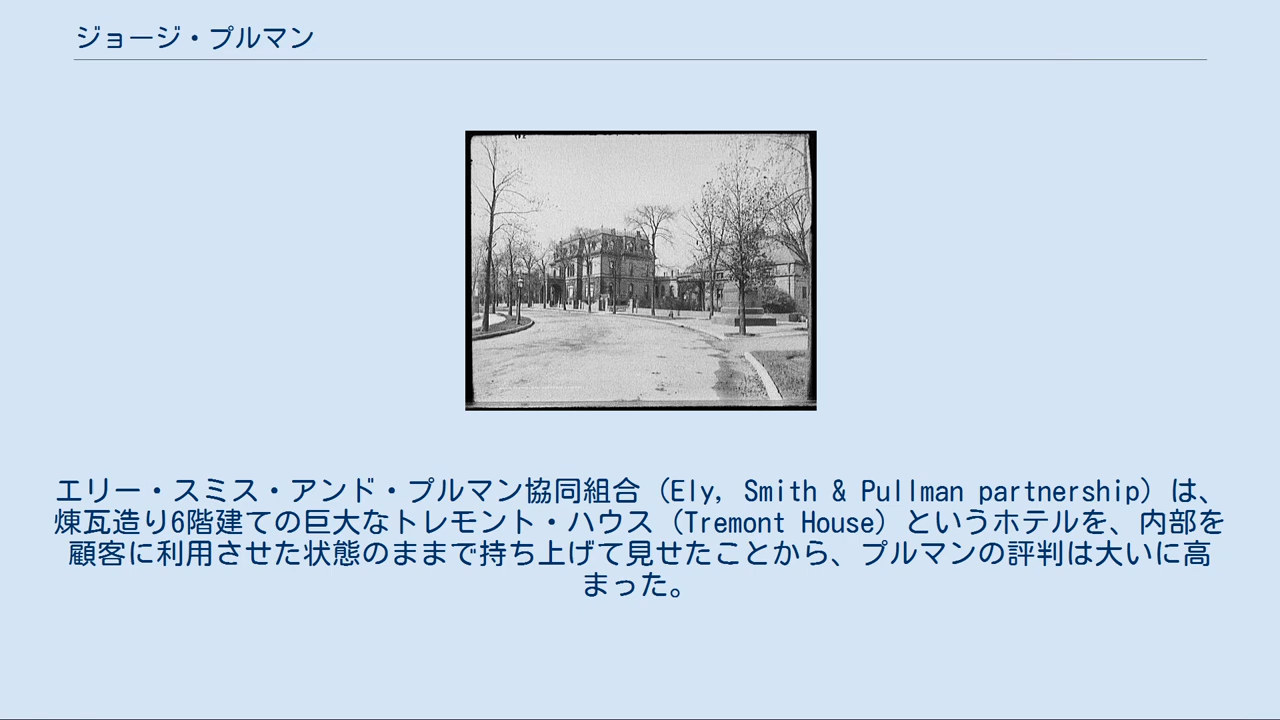 ジョージ・プルマン
エリー・スミス・アンド・プルマン協同組合（Ely, Smith & Pullman partnership）は、
煉瓦造り6階建ての巨大なトレモント・ハウス（Tremont House）というホテルを、内部を
顧客に利用させた状態のままで持ち上げて見せたことから、プルマンの評判は大いに高
まった。